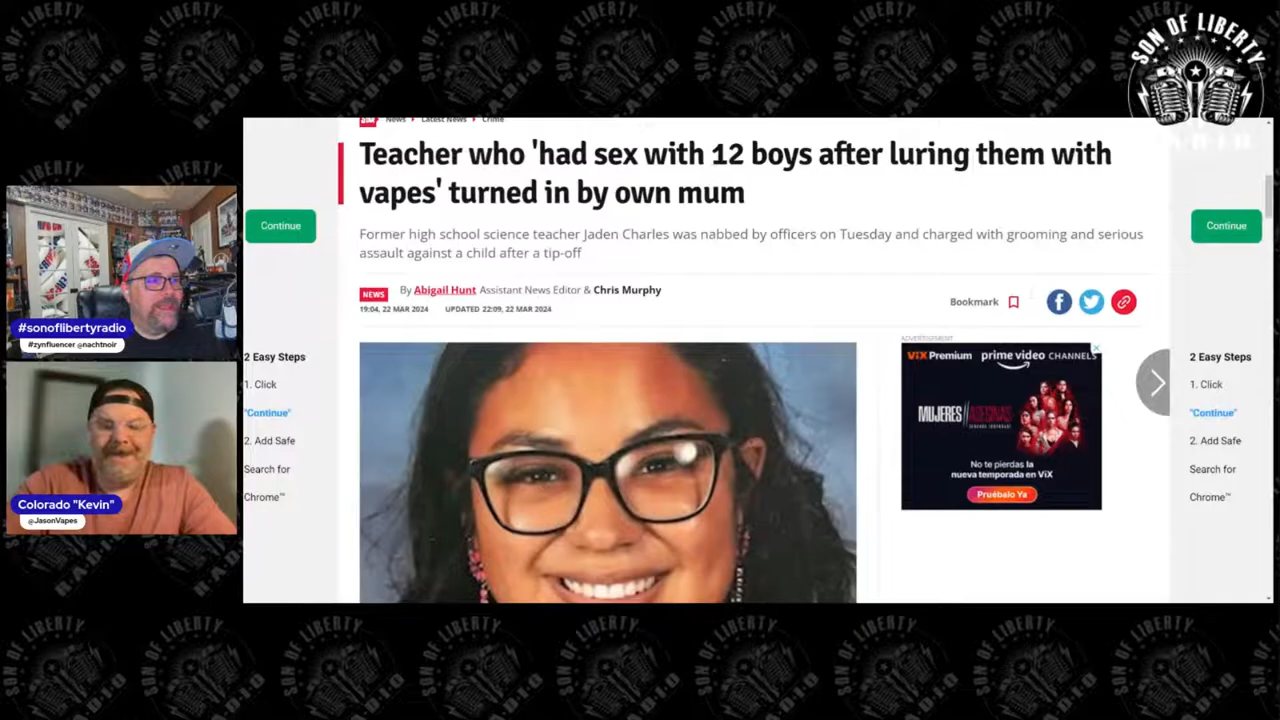 SON OF LIBERTY
RADIO
News Latest News Crime
Teacher who 'had sex with 12 boys after luring them with
vapes' turned in by own mum
Former high school science teacher Jaden Charles was nabbed by officers on Tuesday and charged with grooming and serious
assault against a child after a tip-off
NEWS By Abigail Hunt Assistant News Editor & Chris Murphy
19:04, 22 MAR 2024 UPDATED 22:09, 22 MAR 2024
Bookmark
ADVERTISEMENT
ViX Premium prime video CHANNELS
MUJERES ASESINAS
No te pierdas la
nueva temporada en ViX
Pruébalo Ya
Continue
2 Easy Steps
1. Click
"Continue"
2. Add Safe
Search for
Chrome™
Continue
2 Easy Steps
1. Click
"Continue"
2. Add Safe
Search for
Chrome™
#sonoflibertyradio
#zynfluencer @nachtnoir
Colorado "Kevin"
@JasonVapes